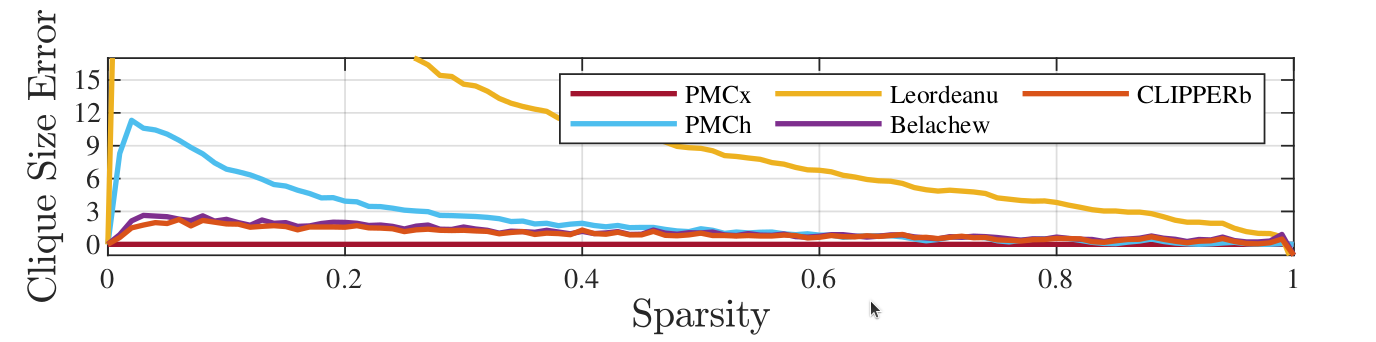 Clique Size Error
15
12
9
6
3
0
PMCx Leordeanu CLIPPERb
PMCh Belachew
0 0.2 0.4 0.6 0.8 1
Sparsity